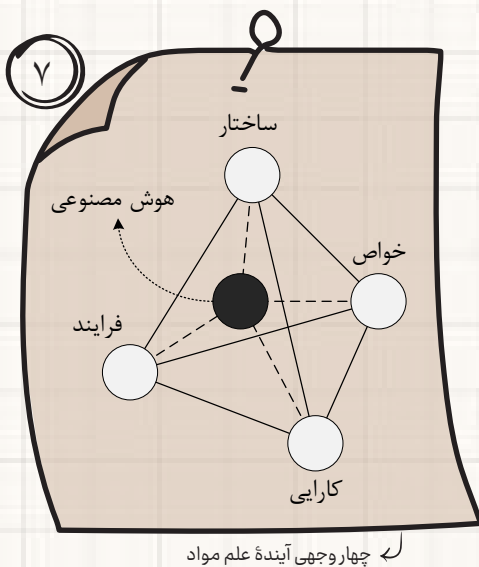 ۷
ساختار
هوش مصنوعی
خواص
فرایند
کارایی
چهاروجهی آیندهٔ علم مواد